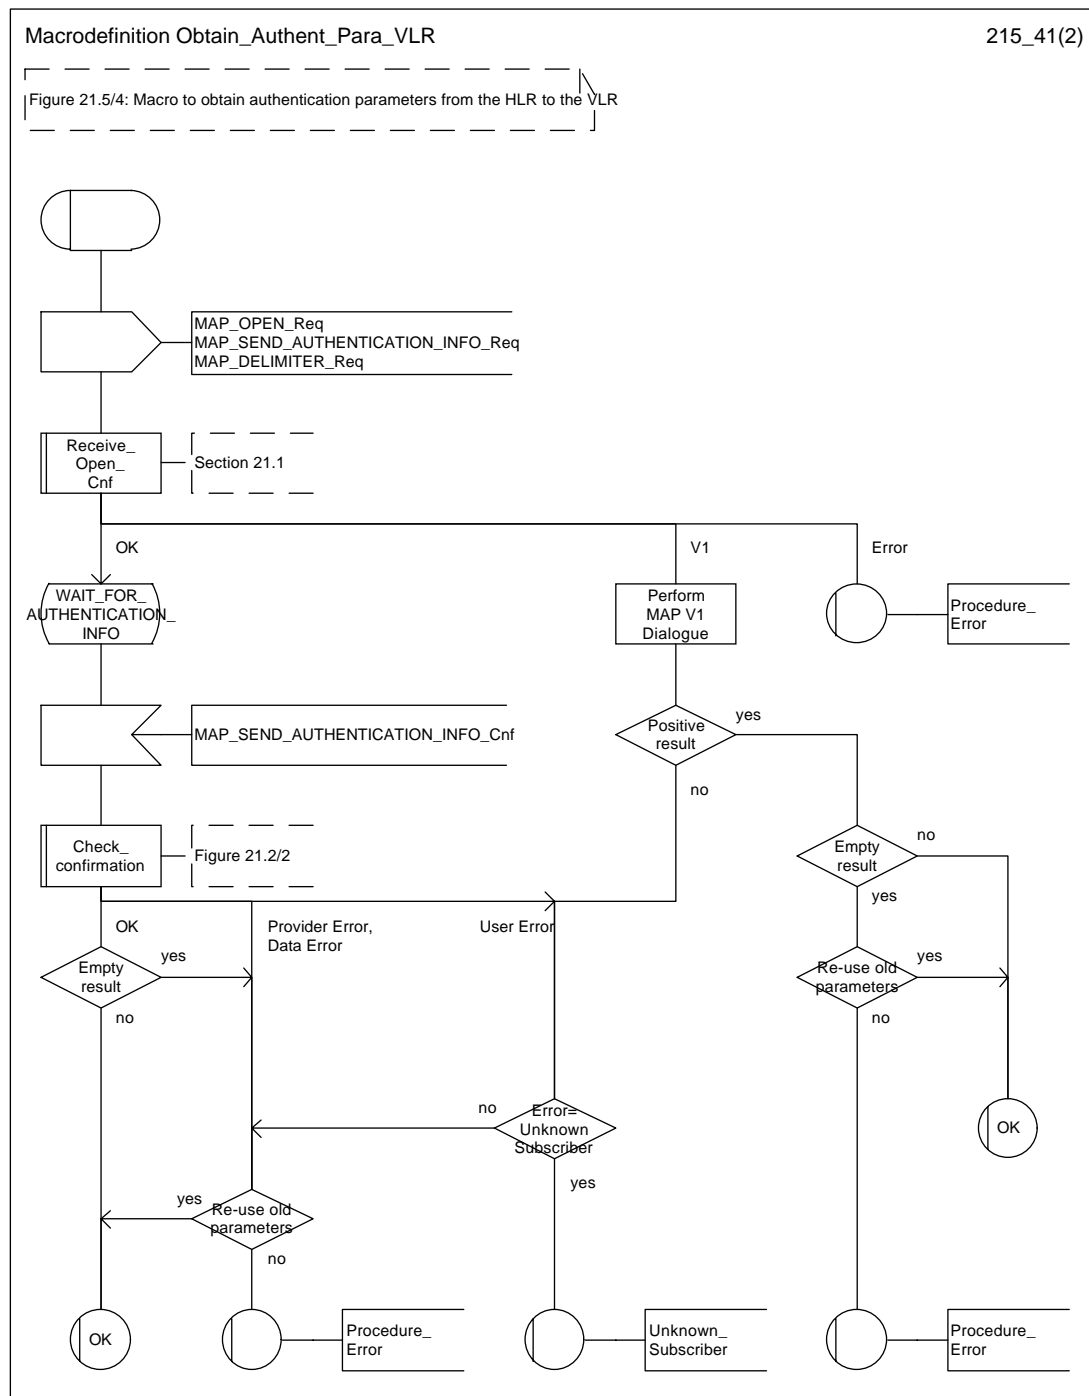 Macrodefinition Obtain_Authent_Para_VLR
215_41(2)
Figure 21.5/4: Macro to obtain authentication parameters from the HLR to the VLR
MAP_OPEN_Req
MAP_SEND_AUTHENTICATION_INFO_Req
MAP_DELIMITER_Req
Receive_
Open_
Cnf
Section 21.1
OK
V1
Error
WAIT_FOR_
AUTHENTICATION_
INFO
Perform
MAP V1
Dialogue
Procedure_
Error
MAP_SEND_AUTHENTICATION_INFO_Cnf
Positive
result
yes
no
Check_
confirmation
Figure 21.2/2
Empty
result
no
yes
OK
Provider Error,
Data Error
User Error
Empty
result
yes
no
Re-use old
parameters
yes
no
Error=
Unknown
Subscriber
no
yes
OK
Re-use old
parameters
yes
no
OK
Procedure_
Error
Unknown_
Subscriber
Procedure_
Error